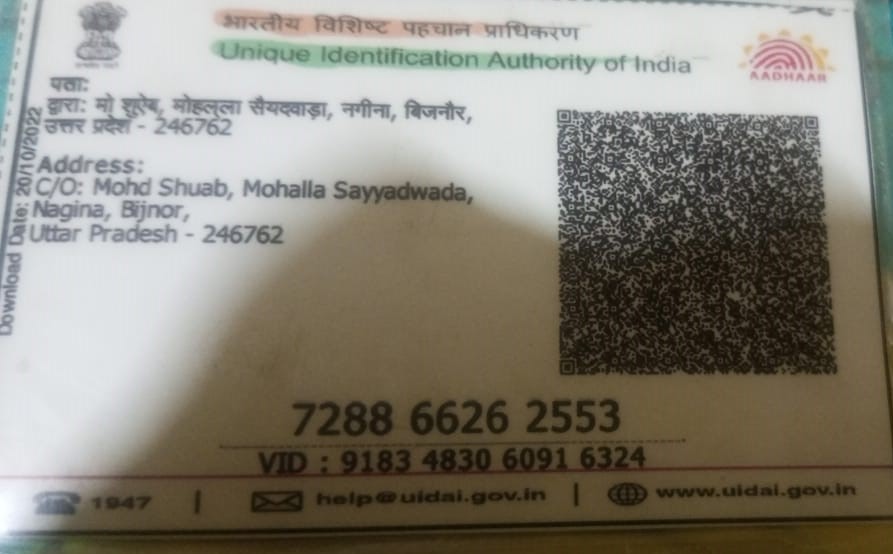 भारतीय विशिष्ट पहचान प्राधिकरण
Unique Identification Authority of India
AADHAAR
पता:
द्वारा: मो शूऐब, मोहल्ला सैयदवाड़ा, नगीना, बिजनौर,
उत्तर प्रदेश - 246762
Address:
C/O: Mohd Shuab, Mohalla Sayyadwada,
Nagina, Bijnor,
Uttar Pradesh - 246762
Download Date: 20/10/2022
7288 6626 2553
VID : 9183 4830 6091 6324
1947 | help@uidai.gov.in | www.uidai.gov.in